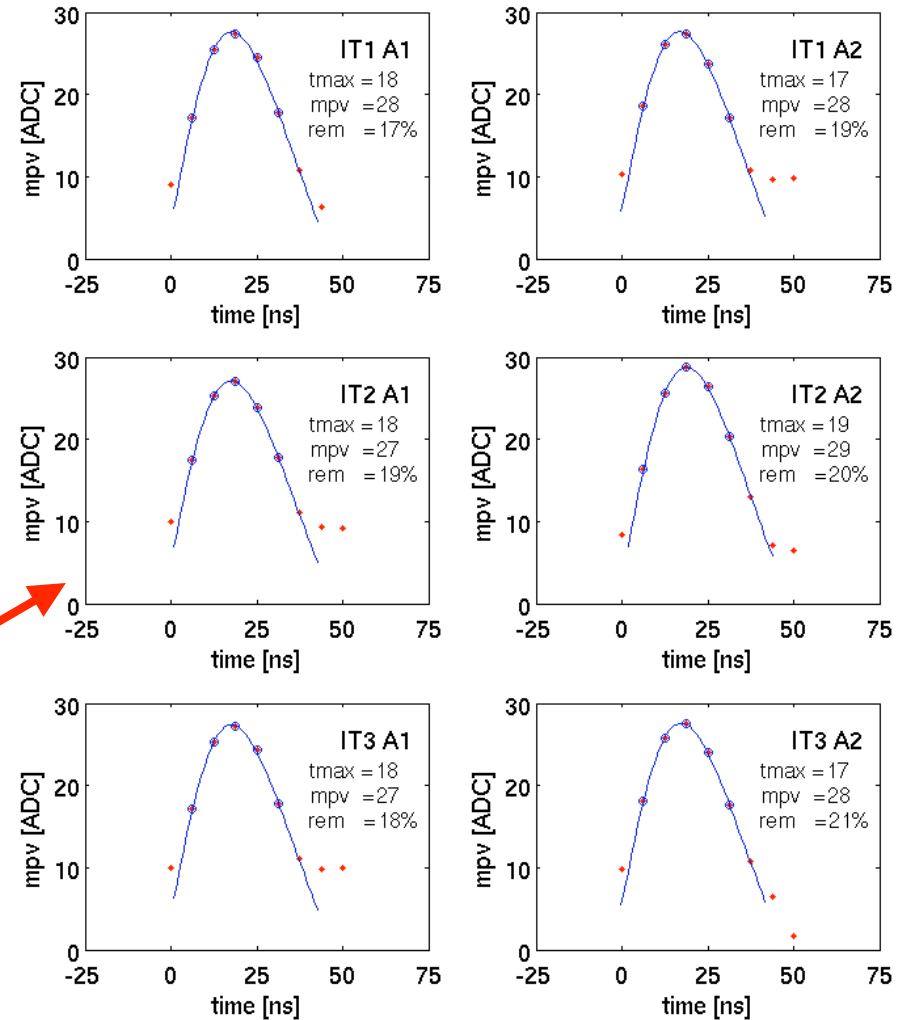 30
20
10
0
mpv [ADC]
IT1 A1
tmax = 18
mpv = 28
rem = 17%
-25 0 25 50 75
time [ns]
30
20
10
0
mpv [ADC]
IT1 A2
tmax = 17
mpv = 28
rem = 19%
-25 0 25 50 75
time [ns]
30
20
10
0
mpv [ADC]
IT2 A1
tmax = 18
mpv = 27
rem = 19%
-25 0 25 50 75
time [ns]
30
20
10
0
mpv [ADC]
IT2 A2
tmax = 19
mpv = 29
rem = 20%
-25 0 25 50 75
time [ns]
30
20
10
0
mpv [ADC]
IT3 A1
tmax = 18
mpv = 27
rem = 18%
-25 0 25 50 75
time [ns]
30
20
10
0
mpv [ADC]
IT3 A2
tmax = 17
mpv = 28
rem = 21%
-25 0 25 50 75
time [ns]